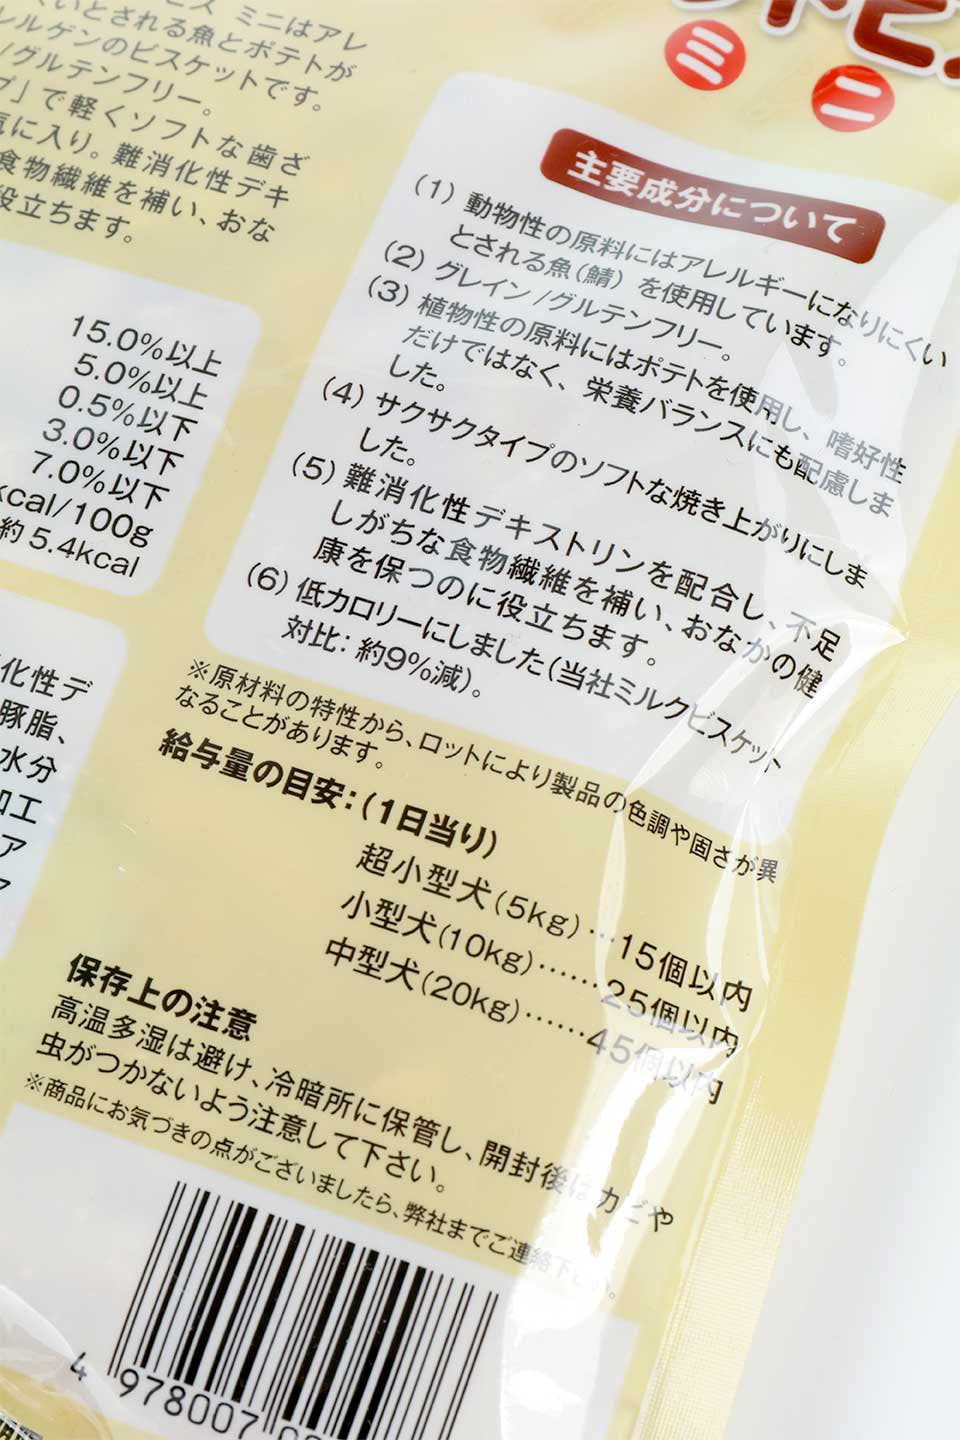 ミニはアレ
とされる魚とポテトが
レルゲンのビスケットです。
/グルテンフリー。
プ」で軽くソフトな歯ざ
気に入り。難消化性デキ
食物繊維を補い、おな
役立ちます。
ミニ
15.0%以上
5.0%以上
0.5%以下
3.0%以下
7.0%以下
kcal/100g
約5.4kcal
化性デ
豚脂、
水分
加工
ア
主要成分について
(1) 動物性の原料にはアレルギーになりにくい
とされる魚(鯖)を使用しています。
(2) グレイン/グルテンフリー。
(3) 植物性の原料にはポテトを使用し、嗜好性
だけではなく、栄養バランスにも配慮しま
した。
(4) サクサクタイプのソフトな焼き上がりにしま
した。
(5) 難消化性デキストリンを配合し、不足
しがちな食物繊維を補い、おなかの健
康を保つのに役立ちます。
(6) 低カロリーにしました(当社ミルクビスケット
対比：約9%減)。
※原材料の特性から、ロットにより製品の色調や固さが異
なることがあります。
給与量の目安：(1日当り)
超小型犬(5kg)…15個以内
小型犬(10kg)……25個以内
中型犬(20kg)……45個以内
保存上の注意
高温多湿は避け、冷暗所に保管し、開封後はカビや
虫がつかないよう注意して下さい。
※商品にお気づきの点がございましたら、弊社までご連絡下さい。
4 978007